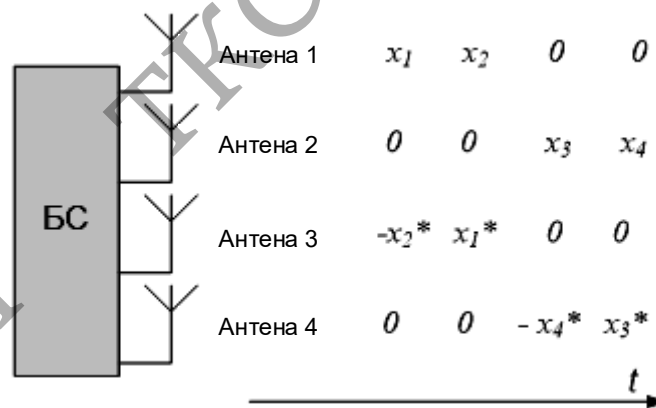 Антена 1 x₁ x₂ 0 0
Антена 2 0 0 x₃ x₄
БС
Антена 3 -x₂* x₁* 0 0
Антена 4 0 0 -x₄* x₃*
t
ТКС